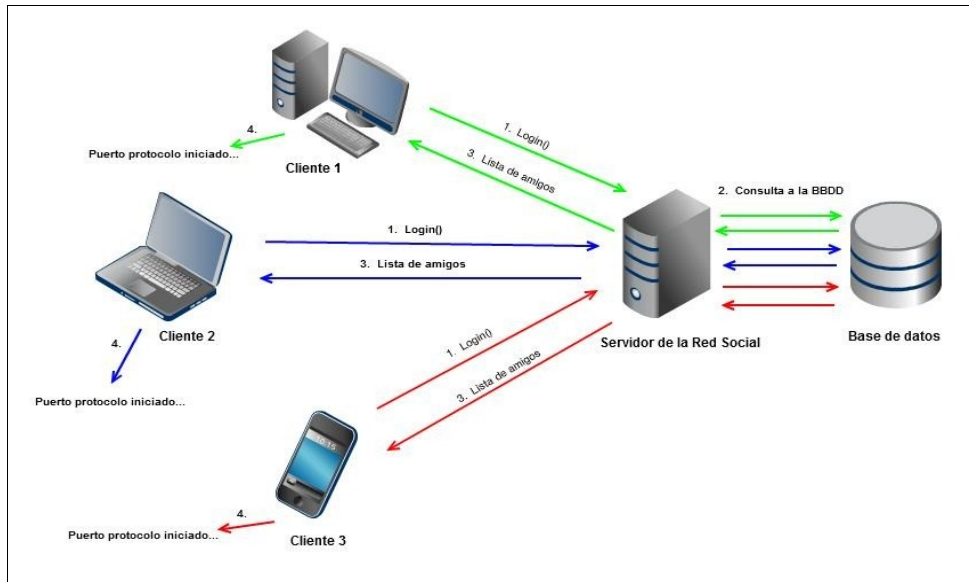 4.
Puerto protocolo iniciado...
Cliente 1
1. Login()
3. Lista de amigos
2. Consulta a la BBDD
1. Login()
3. Lista de amigos
Cliente 2
4.
Puerto protocolo iniciado...
Servidor de la Red Social
Base de datos
1. Login()
3. Lista de amigos
10:15
4.
Puerto protocolo iniciado...
Cliente 3